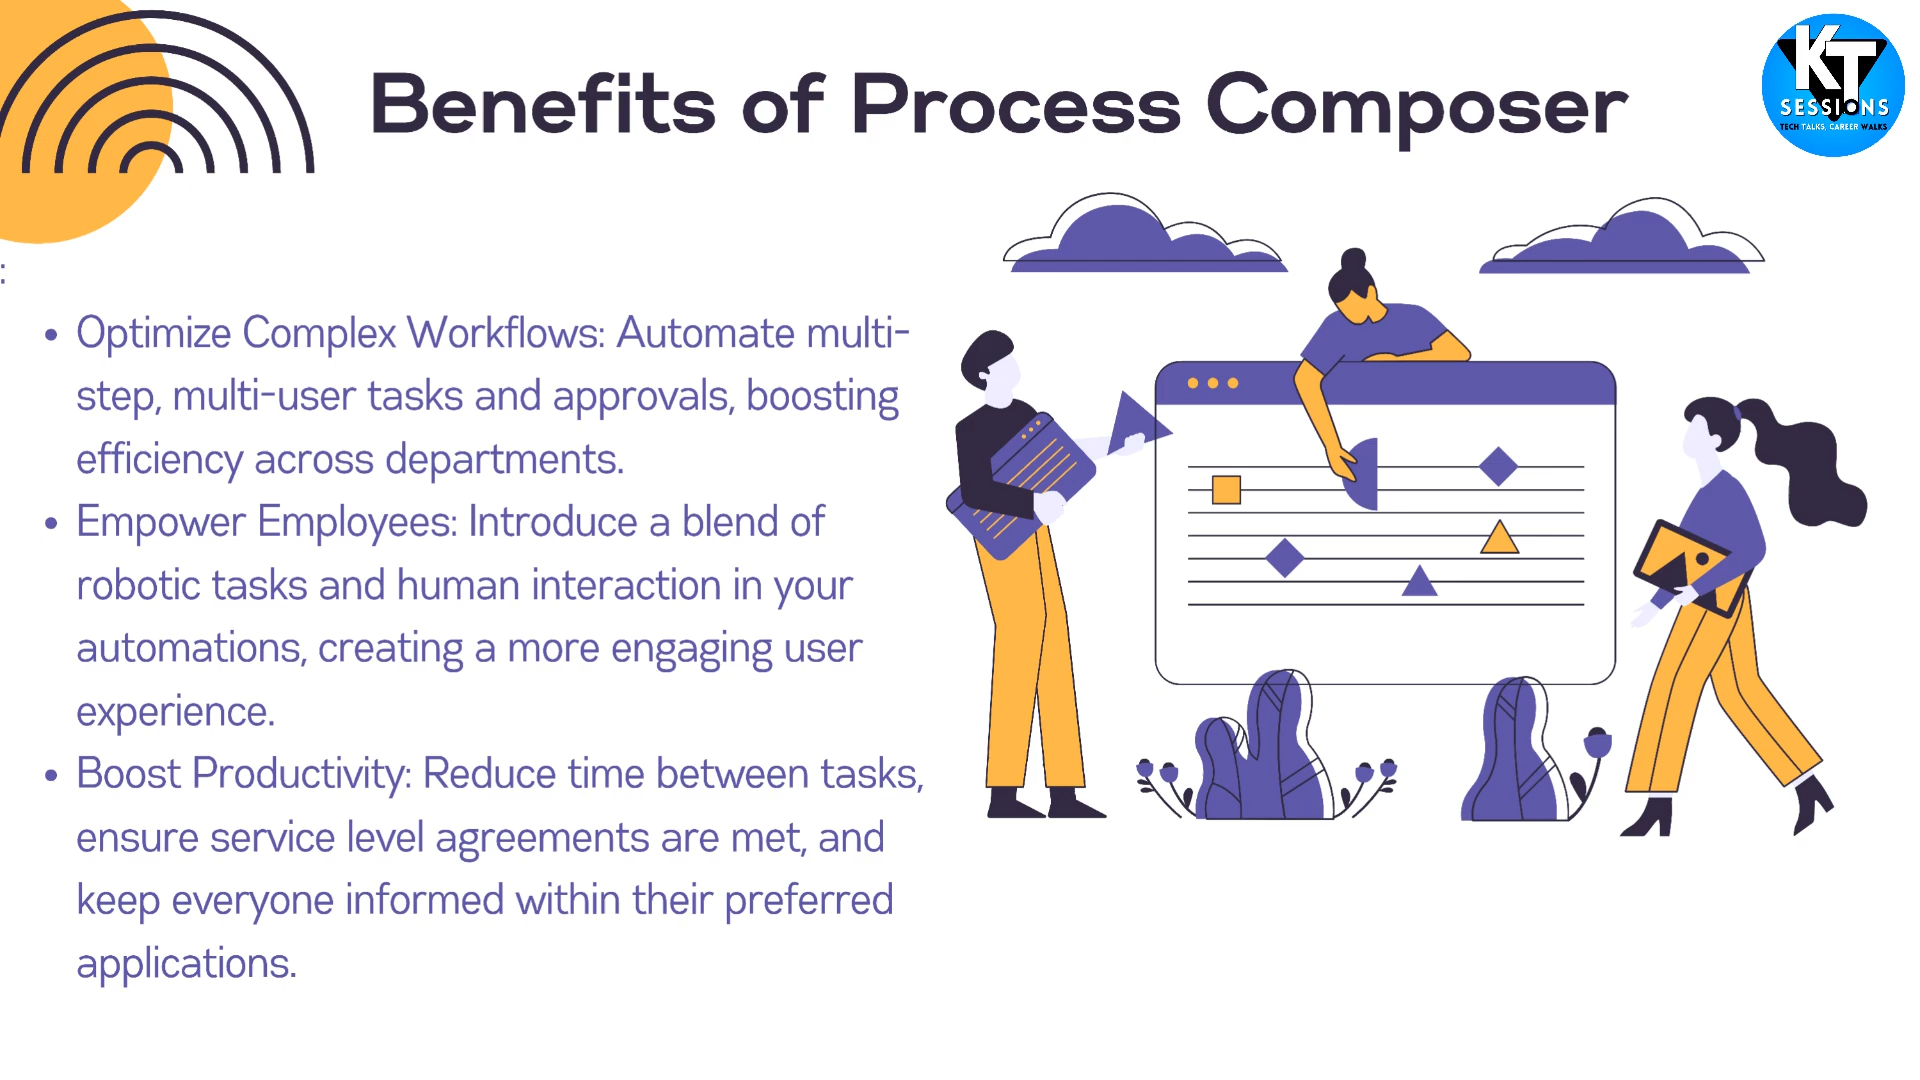 Benefits of Process Composer
KT
SESSIONS
TECH TALKS, CAREER WALKS
:
• Optimize Complex Workflows: Automate multi-
step, multi-user tasks and approvals, boosting
efficiency across departments.
• Empower Employees: Introduce a blend of
robotic tasks and human interaction in your
automations, creating a more engaging user
experience.
• Boost Productivity: Reduce time between tasks,
ensure service level agreements are met, and
keep everyone informed within their preferred
applications.